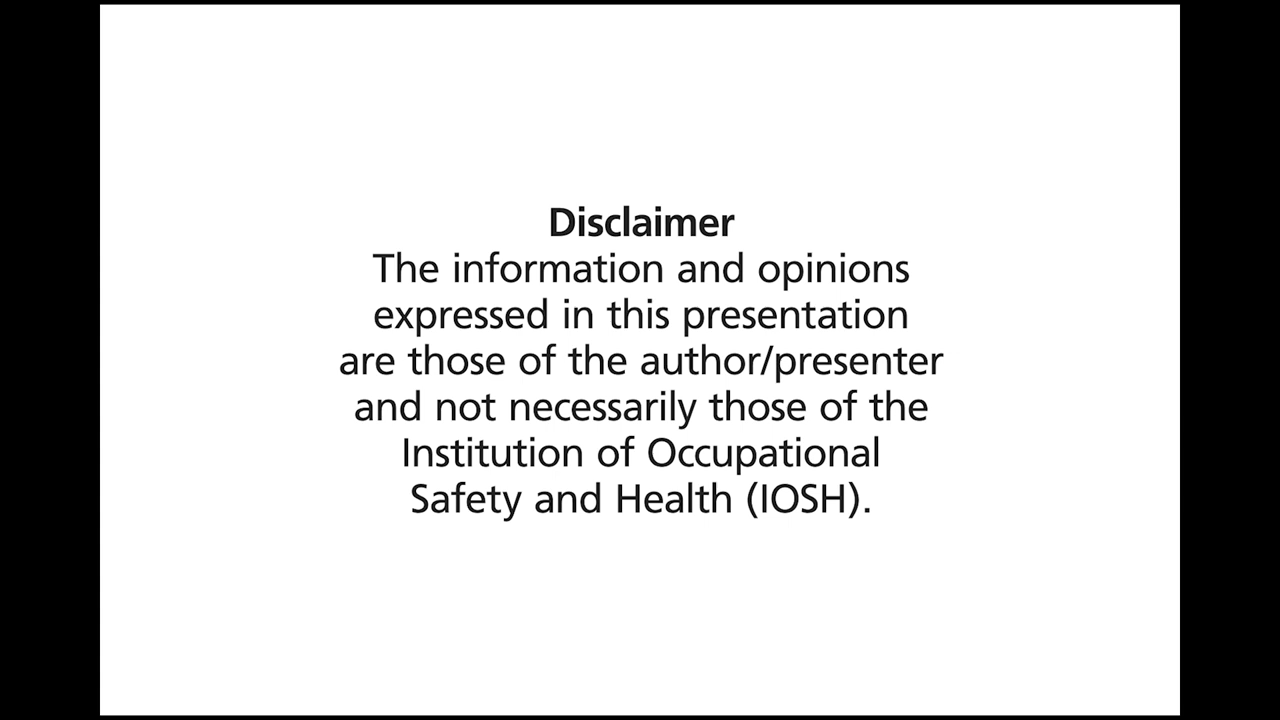 Disclaimer
The information and opinions
expressed in this presentation
are those of the author/presenter
and not necessarily those of the
Institution of Occupational
Safety and Health (IOSH).